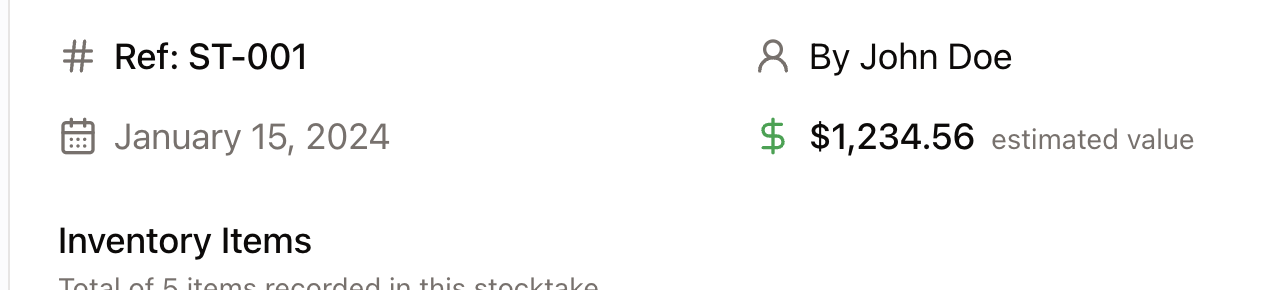 Ref: ST-001
By John Doe
January 15, 2024
$1,234.56 estimated value
Inventory Items
Total of 5 items recorded in this stocktake